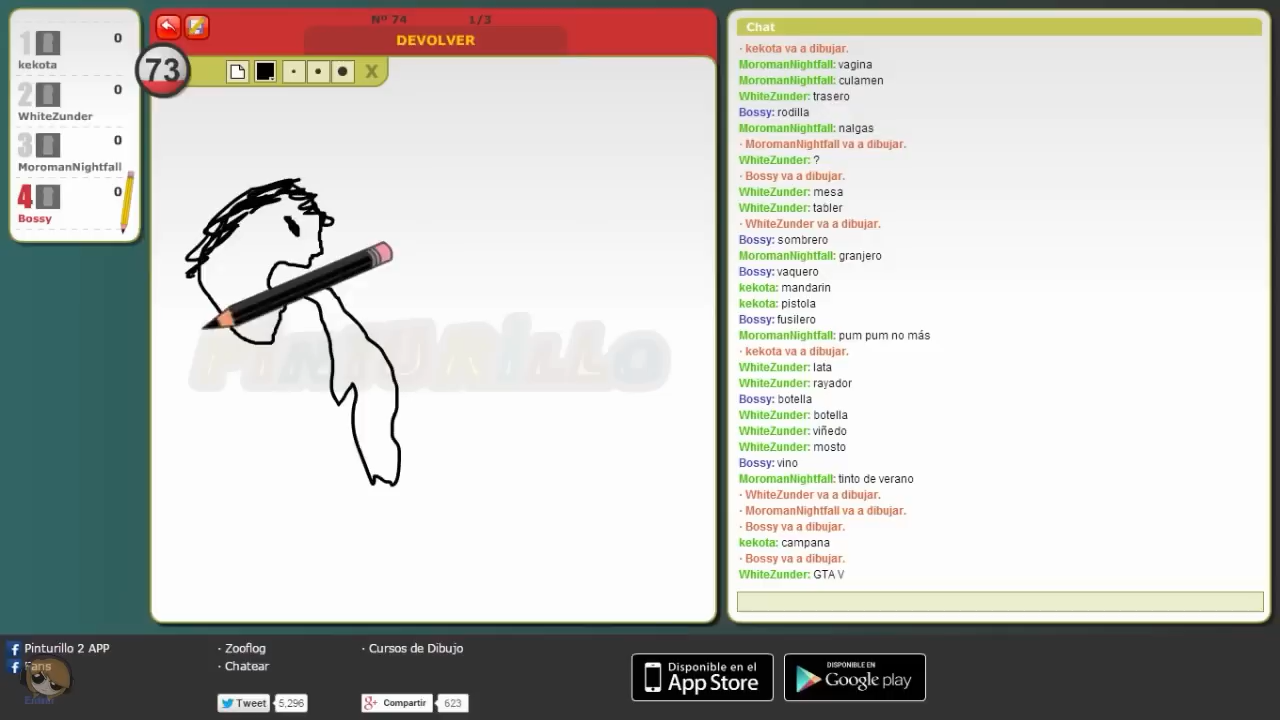 1
0
kekota
2
0
WhiteZunder
3
0
MoromanNightfall
4
0
Bossy
Nº 74
1/3
DEVOLVER
73
X
PINTURILLO
Chat
· kekota va a dibujar.
MoromanNightfall: vagina
MoromanNightfall: culamen
WhiteZunder: trasero
Bossy: rodilla
MoromanNightfall: nalgas
· MoromanNightfall va a dibujar.
WhiteZunder: ?
· Bossy va a dibujar.
WhiteZunder: mesa
WhiteZunder: tabler
· WhiteZunder va a dibujar.
Bossy: sombrero
MoromanNightfall: granjero
Bossy: vaquero
kekota: mandarin
kekota: pistola
Bossy: fusilero
MoromanNightfall: pum pum no más
· kekota va a dibujar.
WhiteZunder: lata
WhiteZunder: rayador
Bossy: botella
WhiteZunder: botella
WhiteZunder: viñedo
WhiteZunder: mosto
Bossy: vino
MoromanNightfall: tinto de verano
· WhiteZunder va a dibujar.
· MoromanNightfall va a dibujar.
· Bossy va a dibujar.
kekota: campana
· Bossy va a dibujar.
WhiteZunder: GTA V
Pinturillo 2 APP
Fans
· Zooflog
· Chatear
· Cursos de Dibujo
Tweet 5,296
g+ Compartir 623
Disponible en el
App Store
DISPONIBLE EN
Google play